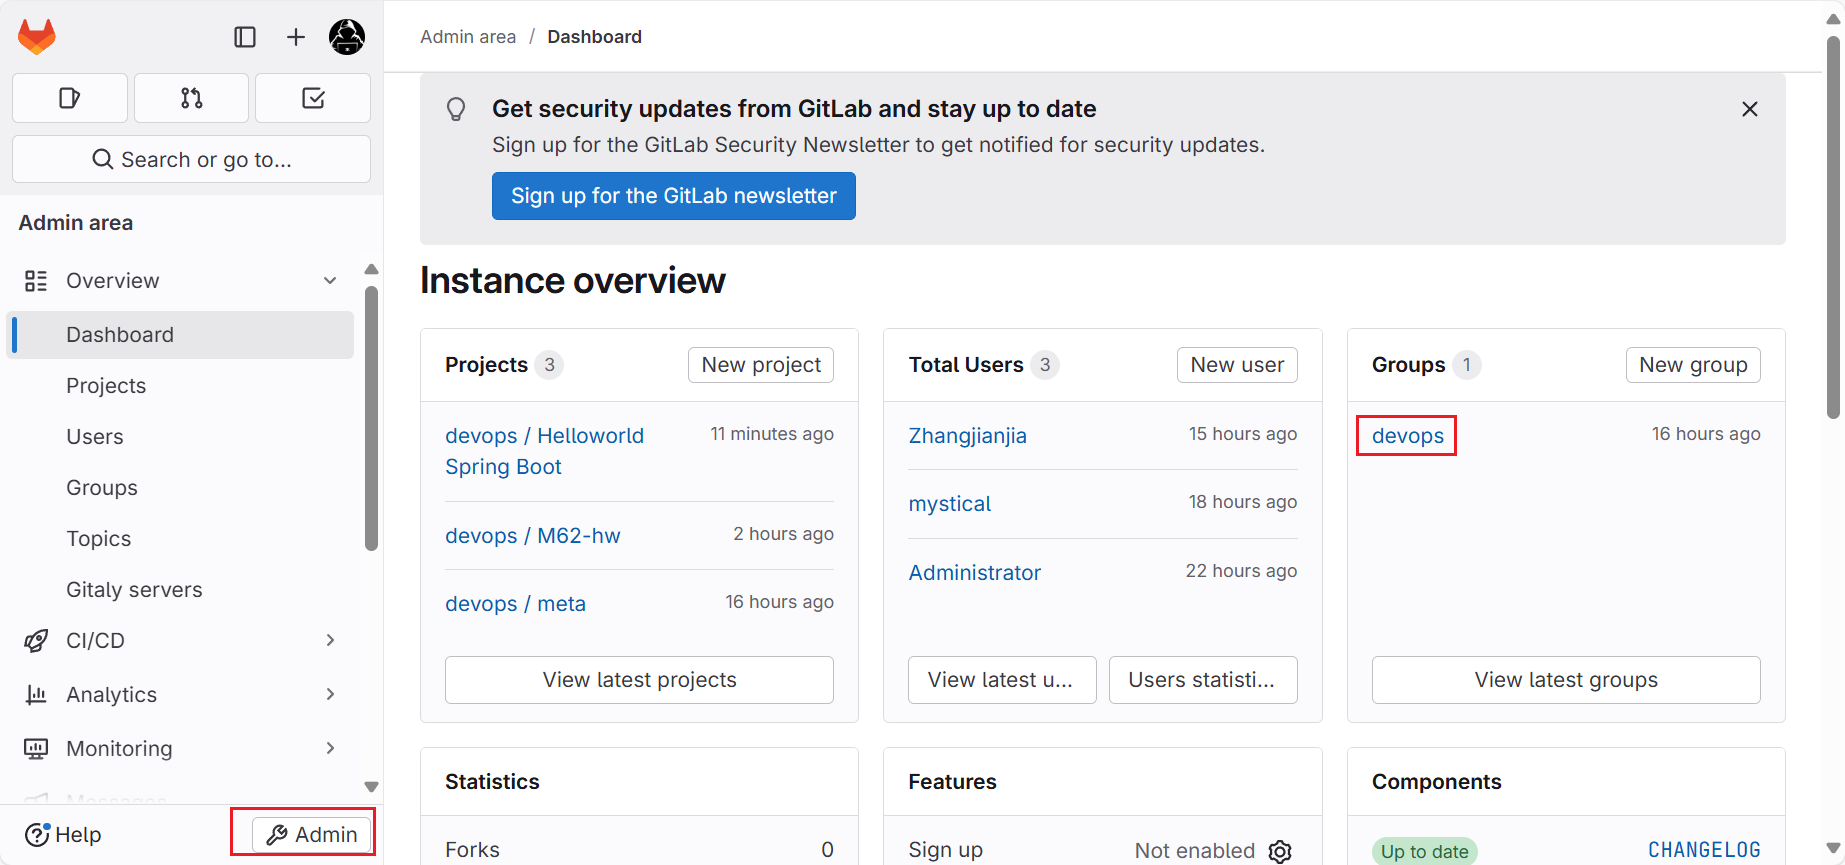 Admin area / Dashboard
Search or go to...
Admin area
Overview
Dashboard
Projects
Users
Groups
Topics
Gitaly servers
CI/CD
Analytics
Monitoring
Messages
Help
Admin
Get security updates from GitLab and stay up to date
Sign up for the GitLab Security Newsletter to get notified for security updates.
Sign up for the GitLab newsletter
Instance overview
Projects 3 New project
devops / Helloworld 11 minutes ago
Spring Boot
devops / M62-hw 2 hours ago
devops / meta 16 hours ago
View latest projects
Total Users 3 New user
Zhangjianjia 15 hours ago
mystical 18 hours ago
Administrator 22 hours ago
View latest u... Users statisti...
Groups 1 New group
devops 16 hours ago
View latest groups
Statistics
Forks 0
Features
Sign up Not enabled
Components
Up to date CHANGELOG